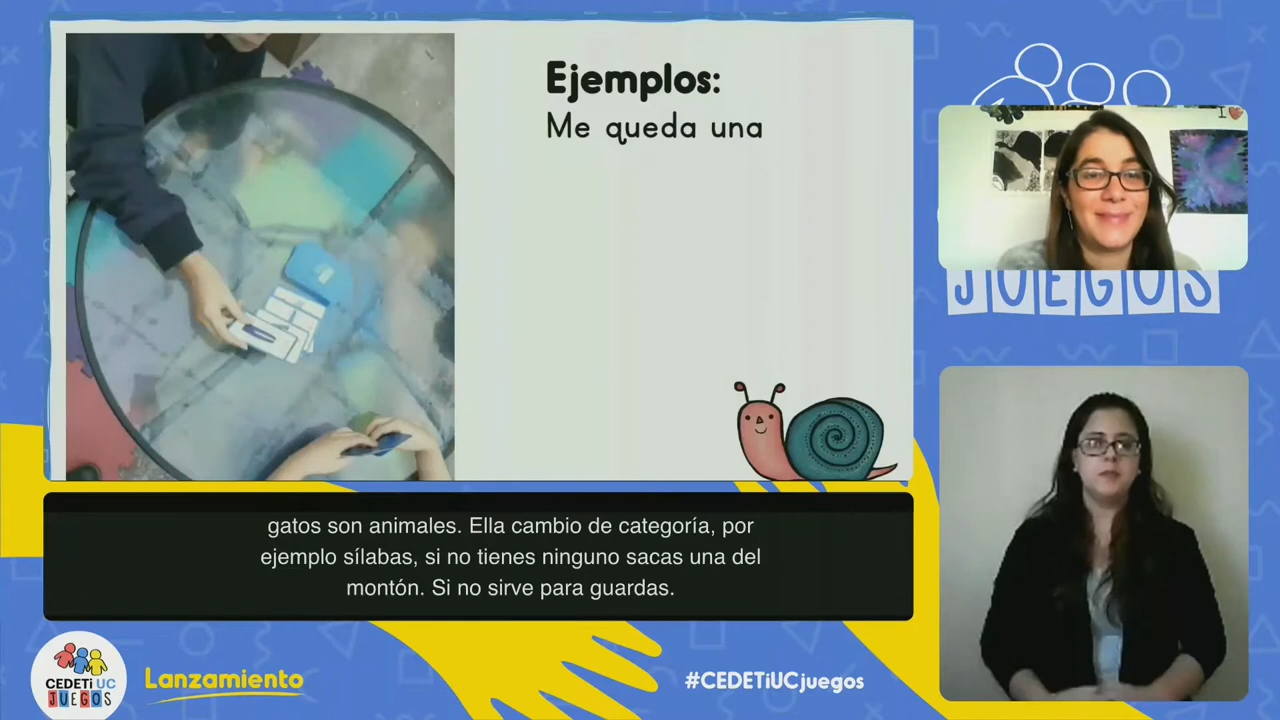 Ejemplos:
Me queda una
I
JUEGOS
gatos son animales. Ella cambio de categoría, por
ejemplo sílabas, si no tienes ninguno sacas una del
montón. Si no sirve para guardas.
CEDETi UC
JUEGOS
Lanzamiento
#CEDETiUCjuegos